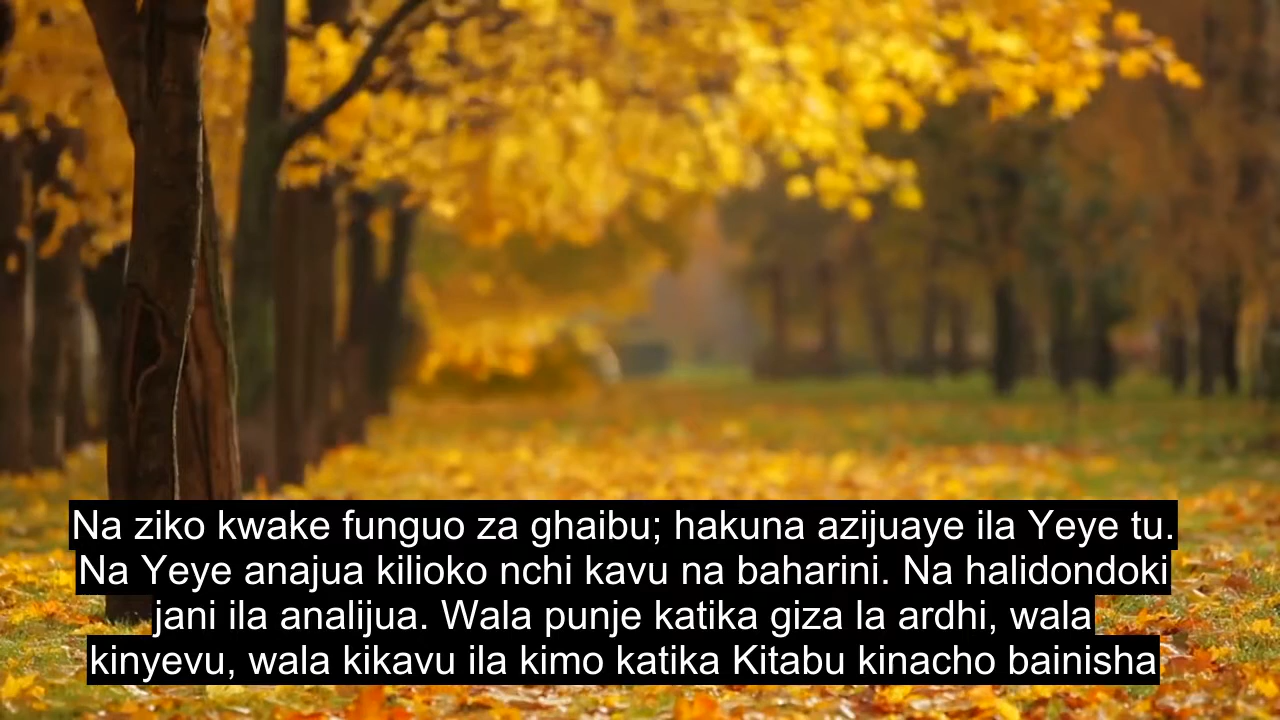 Na ziko kwake funguo za ghaibu; hakuna azijuaye ila Yeye tu.
Na Yeye anajua kilioko nchi kavu na baharini. Na halidondoki
jani ila analijua. Wala punje katika giza la ardhi, wala
kinyevu, wala kikavu ila kimo katika Kitabu kinacho bainisha